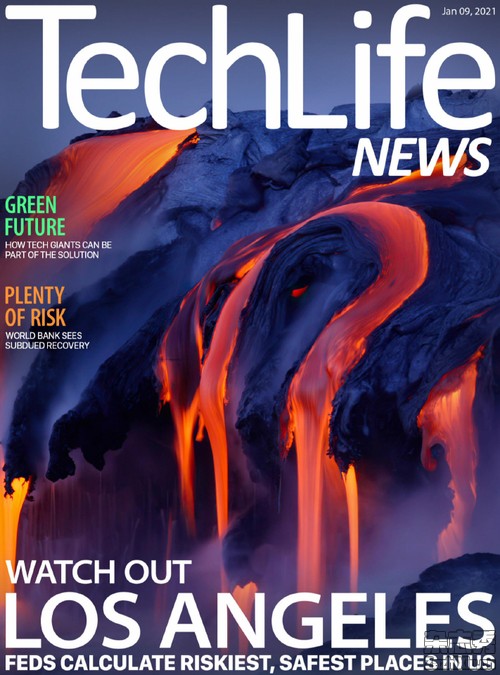 Jan 09, 2021
TechLife
NEWS
GREEN
FUTURE
HOW TECH GIANTS CAN BE
PART OF THE SOLUTION
PLENTY
OF RISK
WORLD BANK SEES
SUBDUED RECOVERY
WATCH OUT
LOS ANGELES
FEDS CALCULATE RISKIEST, SAFEST PLACES IN US